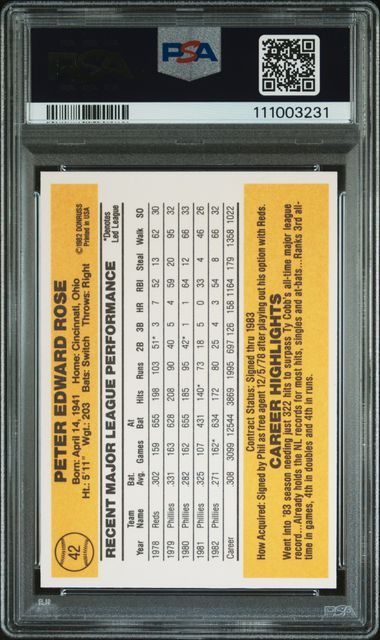 PSA
PSA
111003231
42
PETER EDWARD ROSE
©1982 DONRUSS
Printed in USA
Born: April 14, 1941 Home: Cincinnati, Ohio
Ht.: 5'11" Wgt.: 203 Bats: Switch Throws: Right
RECENT MAJOR LEAGUE PERFORMANCE
*Denotes
Led League
Team Bat. At
Year Name Avg. Games Bat Hits Runs 2B 3B HR RBI Steal Walk SO
1978 Reds .302 159 655 198 103 51* 3 7 52 13 62 30
1979 Phillies .331 163 628 208 90 40 5 4 59 20 95 32
1980 Phillies .282 162 655 185 95 42* 1 1 64 12 66 33
1981 Phillies .325 107 431 140* 73 18 5 0 33 4 46 26
1982 Phillies .271 162* 634 172 80 25 4 3 54 8 66 32
Career .308 3099 12544 3869 1995 697 126 158 1164 179 1358 1022
Contract Status: Signed thru 1983
How Acquired: Signed by Phil as free agent 12/5/78 after playing out his option with Reds.
CAREER HIGHLIGHTS
Went into '83 season needing just 322 hits to surpass Ty Cobb's all-time major league
record...Already holds the NL records for most hits, singles and at-bats...Ranks 3rd all-
time in games, 4th in doubles and 4th in runs.